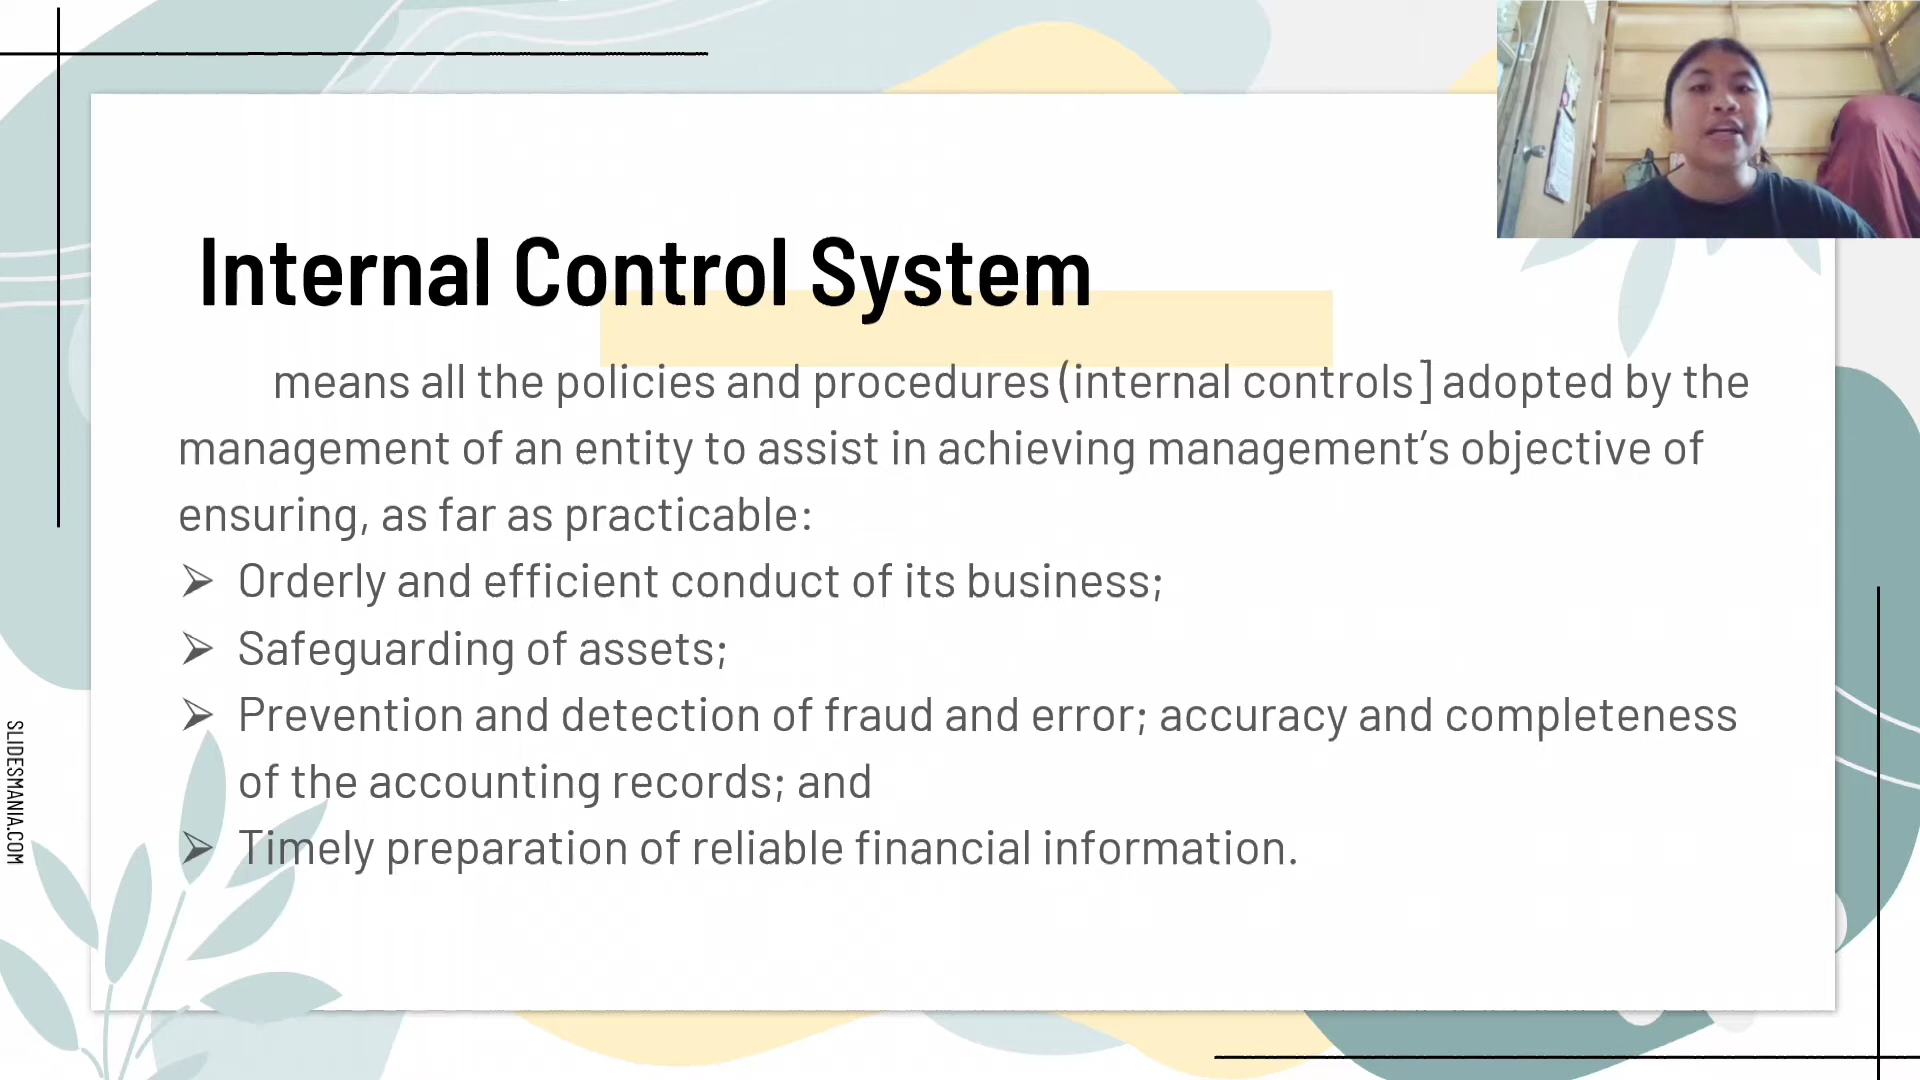 Internal Control System
means all the policies and procedures (internal controls] adopted by the
management of an entity to assist in achieving management’s objective of
ensuring, as far as practicable:
➢ Orderly and efficient conduct of its business;
➢ Safeguarding of assets;
➢ Prevention and detection of fraud and error; accuracy and completeness
of the accounting records; and
➢ Timely preparation of reliable financial information.
SLIDESMANIA.COM